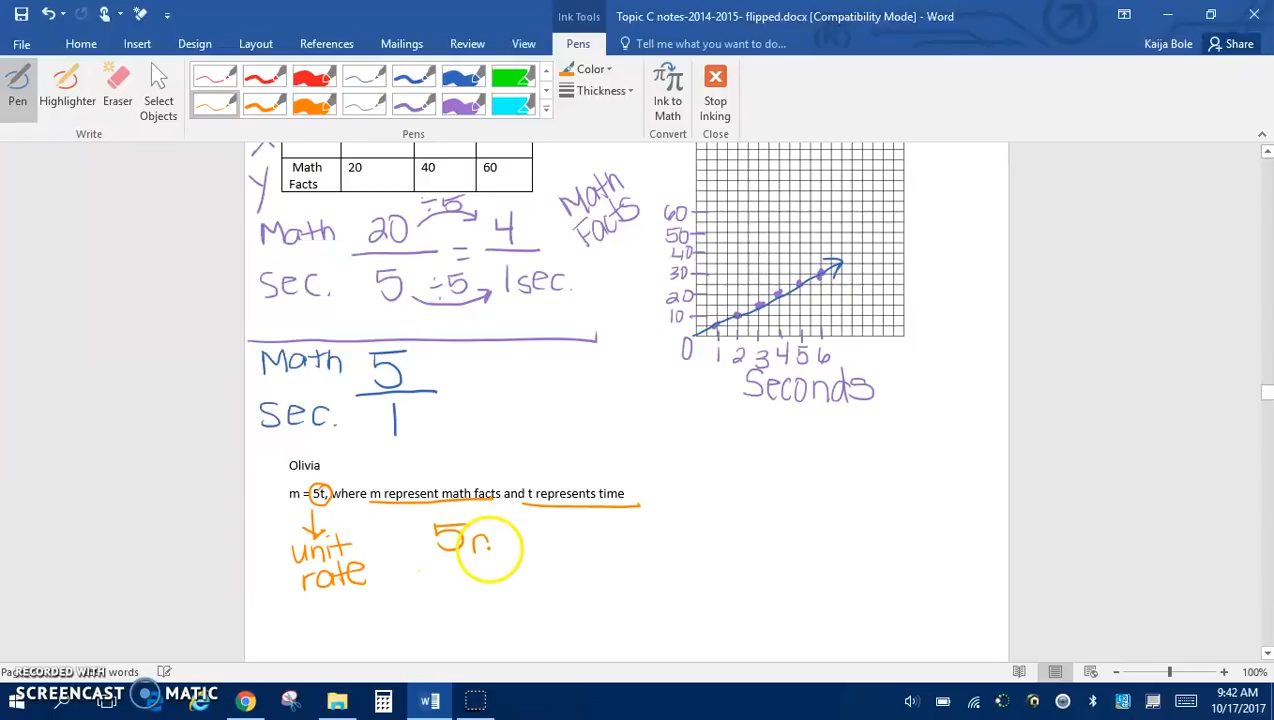 Ink Tools
Topic C notes-2014-2015- flipped.docx [Compatibility Mode] - Word
File Home Insert Design Layout References Mailings Review View Pens Tell me what you want to do... Kaija Bole Share
Pen Highlighter Eraser Select Objects
Color
Thickness
Ink to Math
Stop Inking
Write Pens Convert Close
X
Math Facts 20 40 60
y
÷5
Math 20 = 4
sec. 5 ÷5 1 sec.
Math Facts
60
50
40
30
20
10
0 1 2 3 4 5 6
Seconds
Math 5
sec. 1
Olivia
m = 5t, where m represent math facts and t represents time
unit rate
5
words
100%
RECORDED WITH
SCREENCAST MATIC
9:42 AM
10/17/2017